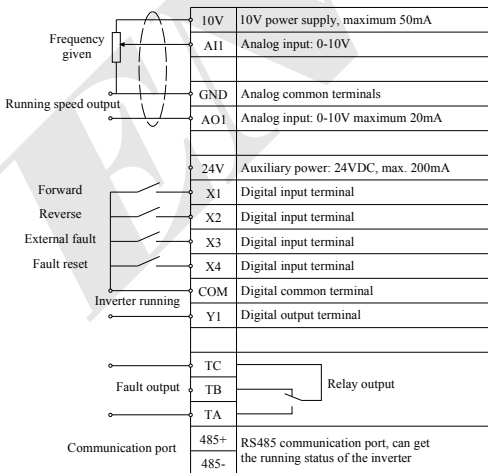 10V 10V power supply, maximum 50mA
Frequency
given
AI1 Analog input: 0-10V
GND Analog common terminals
Running speed output
AO1 Analog input: 0-10V maximum 20mA
24V Auxiliary power: 24VDC, max. 200mA
Forward X1 Digital input terminal
Reverse X2 Digital input terminal
External fault X3 Digital input terminal
Fault reset X4 Digital input terminal
COM Digital common terminal
Inverter running
Y1 Digital output terminal
TC
Fault output TB Relay output
TA
Communication port
485+ RS485 communication port, can get
485- the running status of the inverter